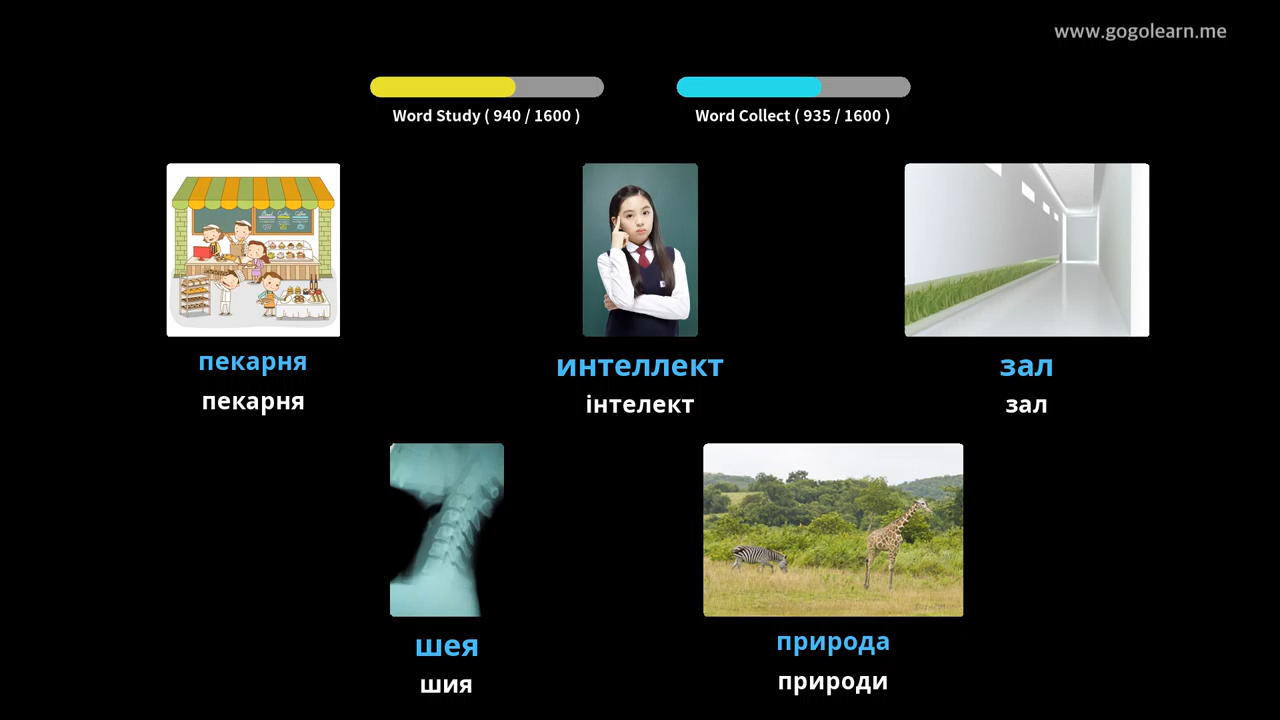 www.gogolearn.me
Word Study ( 940 / 1600 )
Word Collect ( 935 / 1600 )
пекарня
пекарня
интеллект
інтелект
зал
зал
шея
шия
природа
природи